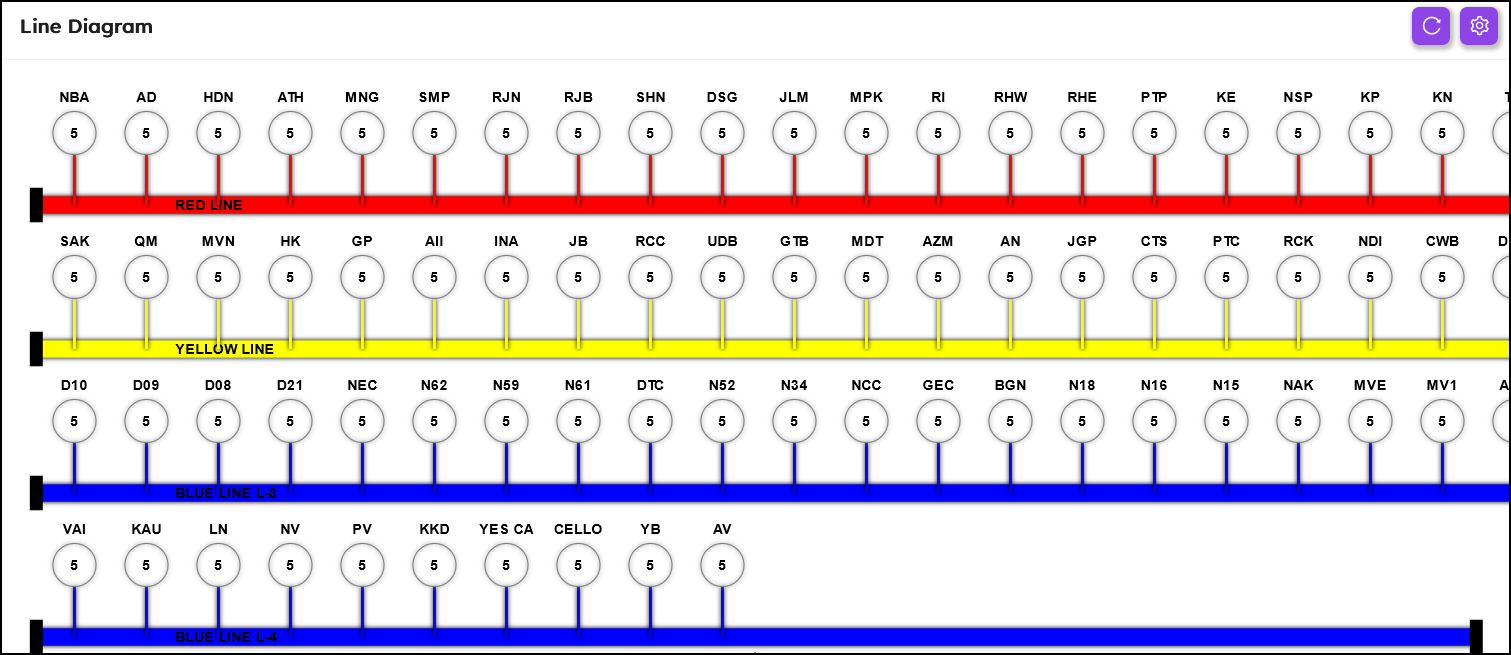 Line Diagram
NBA AD HDN ATH MNG SMP RJN RJB SHN DSG JLM MPK RI RHW RHE PTP KE NSP KP KN
5 5 5 5 5 5 5 5 5 5 5 5 5 5 5 5 5 5 5 5
RED LINE
SAK QM MVN HK GP AII INA JB RCC UDB GTB MDT AZM AN JGP CTS PTC RCK NDI CWB D
5 5 5 5 5 5 5 5 5 5 5 5 5 5 5 5 5 5 5 5
YELLOW LINE
D10 D09 D08 D21 NEC N62 N59 N61 DTC N52 N34 NCC GEC BGN N18 N16 N15 NAK MVE MV1 A
5 5 5 5 5 5 5 5 5 5 5 5 5 5 5 5 5 5 5 5
BLUE LINE L-3
VAI KAU LN NV PV KKD YES CA CELLO YB AV
5 5 5 5 5 5 5 5 5 5
BLUE LINE L-4